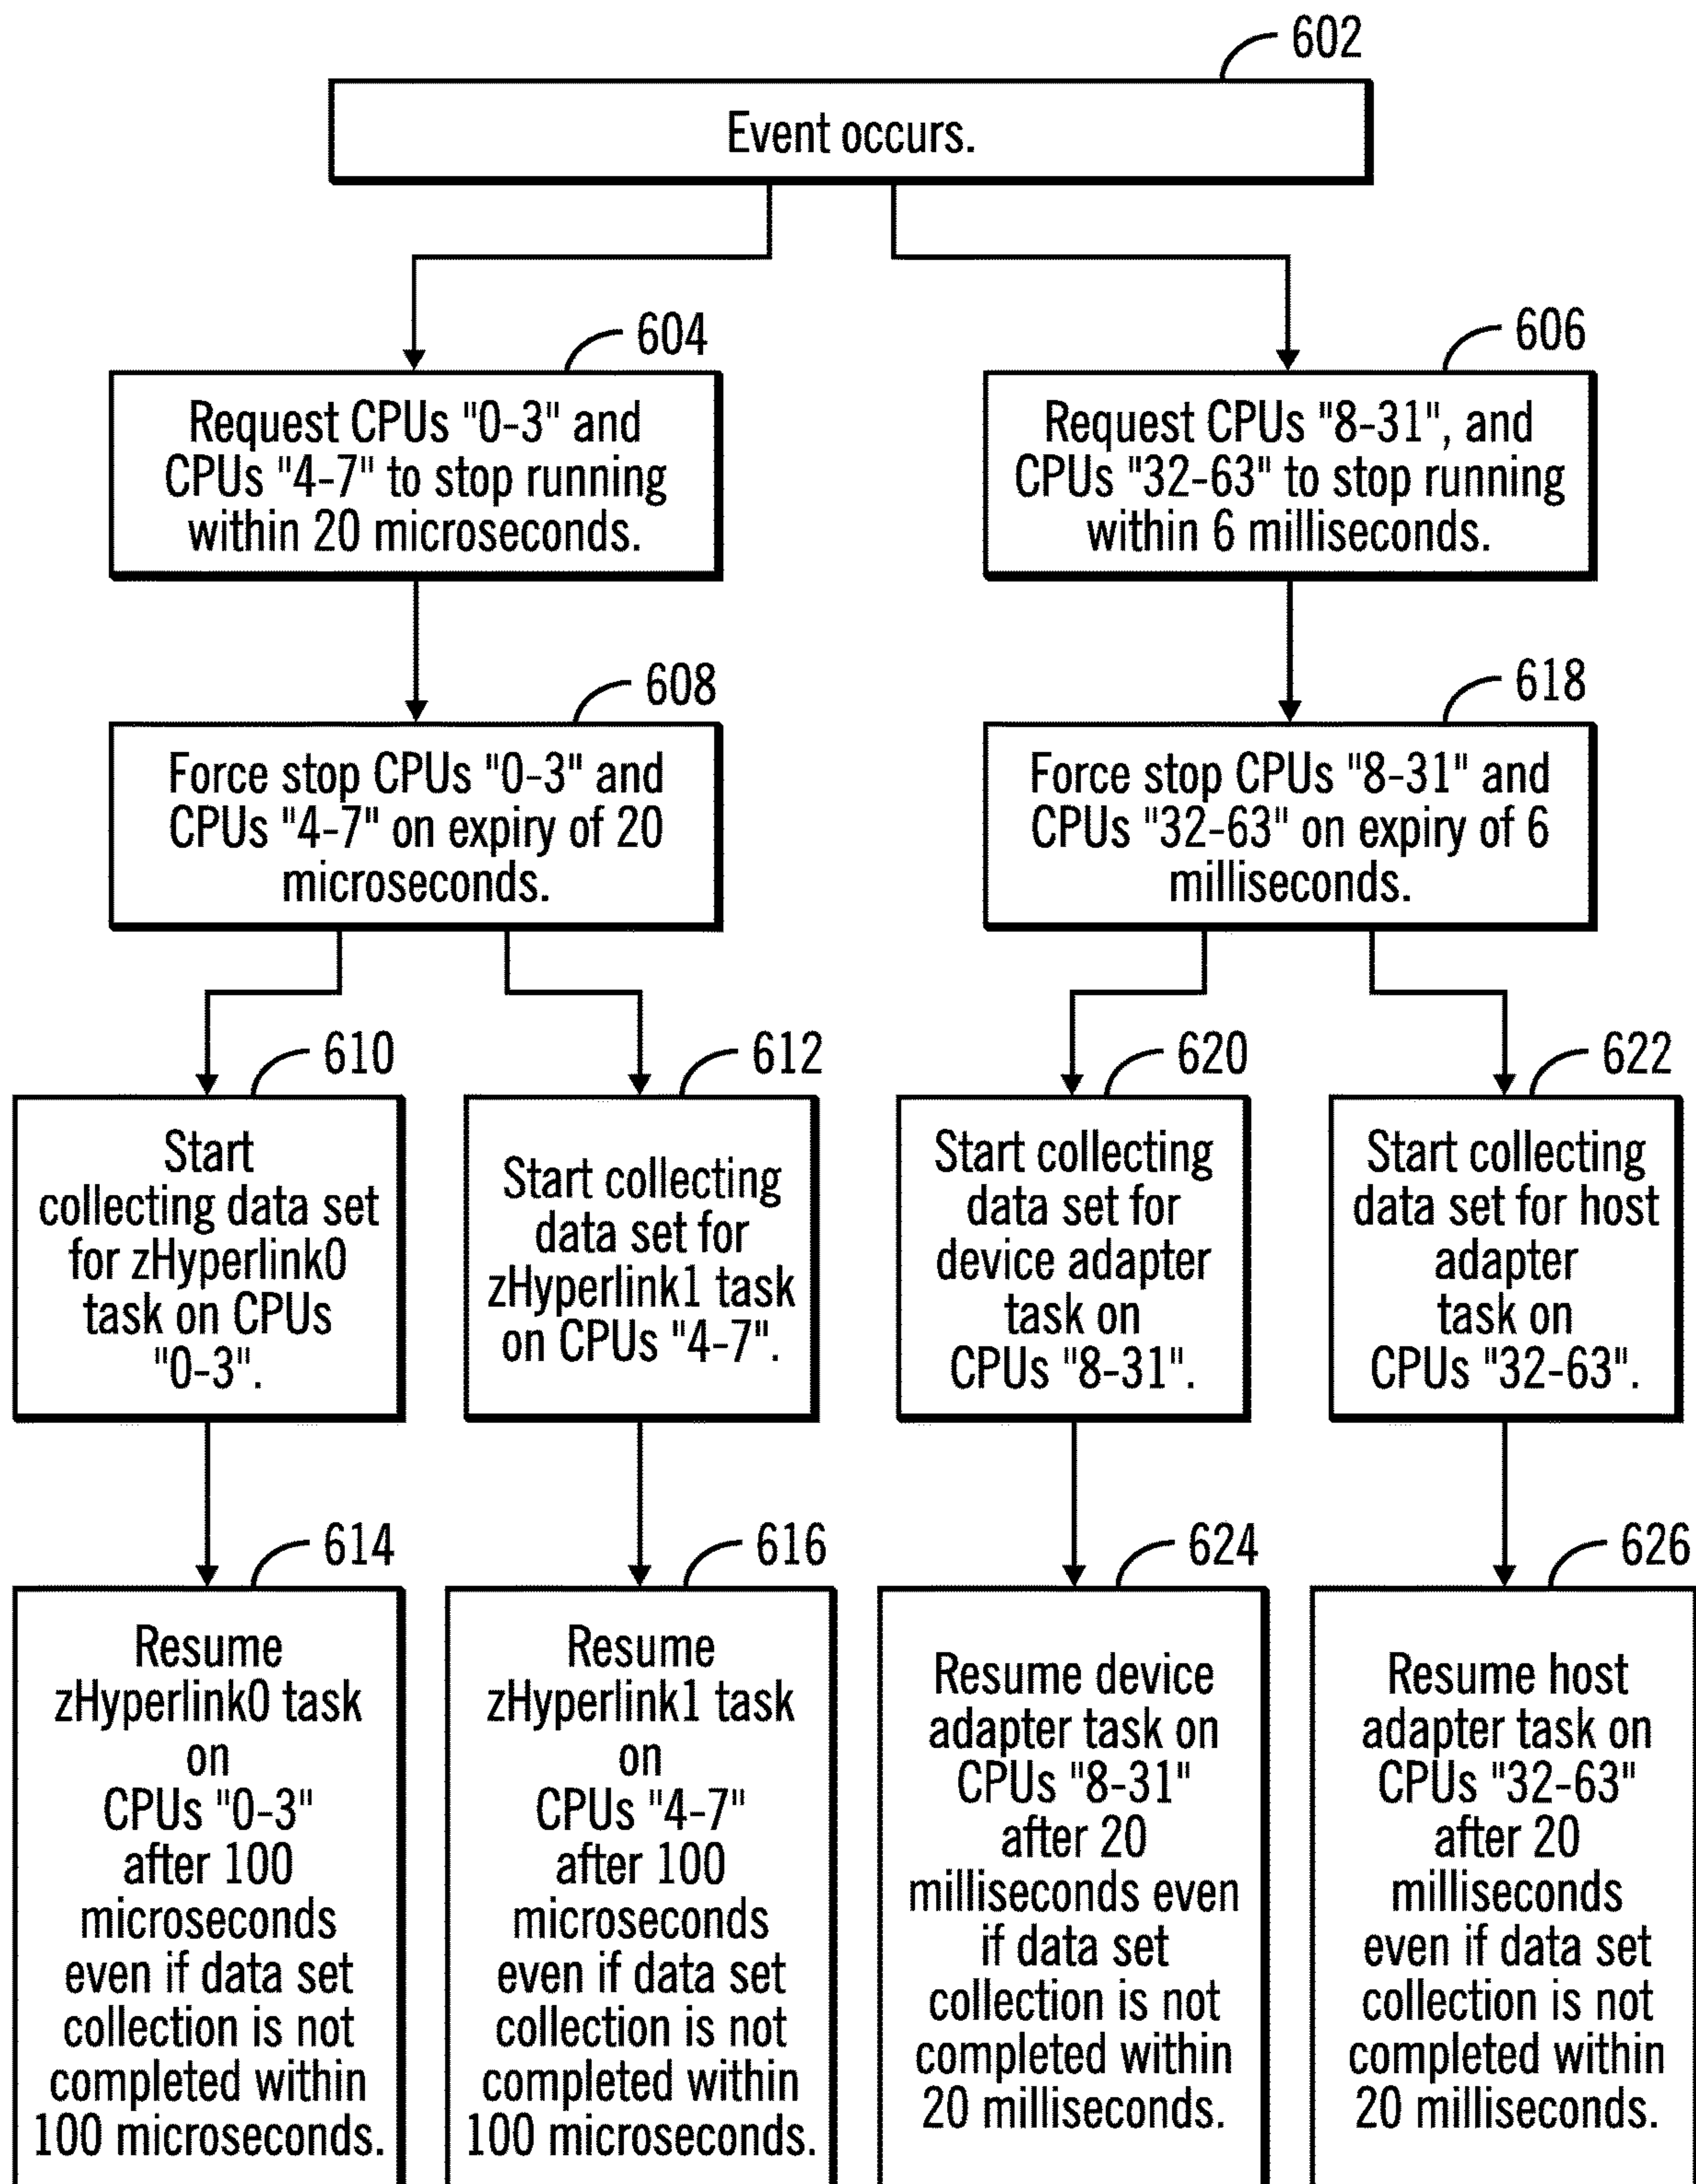 602
Event occurs.
604
Request CPUs "0-3" and
CPUs "4-7" to stop running
within 20 microseconds.
606
Request CPUs "8-31", and
CPUs "32-63" to stop running
within 6 milliseconds.
608
Force stop CPUs "0-3" and
CPUs "4-7" on expiry of 20
microseconds.
618
Force stop CPUs "8-31" and
CPUs "32-63" on expiry of 6
milliseconds.
610
Start
collecting data set
for zHyperlink0
task on CPUs
"0-3".
612
Start collecting
data set for
zHyperlink1 task
on CPUs "4-7".
620
Start collecting
data set for
device adapter
task on
CPUs "8-31".
622
Start collecting
data set for host
adapter
task on
CPUs "32-63".
614
Resume
zHyperlink0 task
on
CPUs "0-3"
after 100
microseconds
even if data set
collection is not
completed within
100 microseconds.
616
Resume
zHyperlink1 task
on
CPUs "4-7"
after 100
microseconds
even if data set
collection is not
completed within
100 microseconds.
624
Resume device
adapter task on
CPUs "8-31"
after 20
milliseconds even
if data set
collection is not
completed within
20 milliseconds.
626
Resume host
adapter task on
CPUs "32-63"
after 20
milliseconds
even if data set
collection is not
completed within
20 milliseconds.